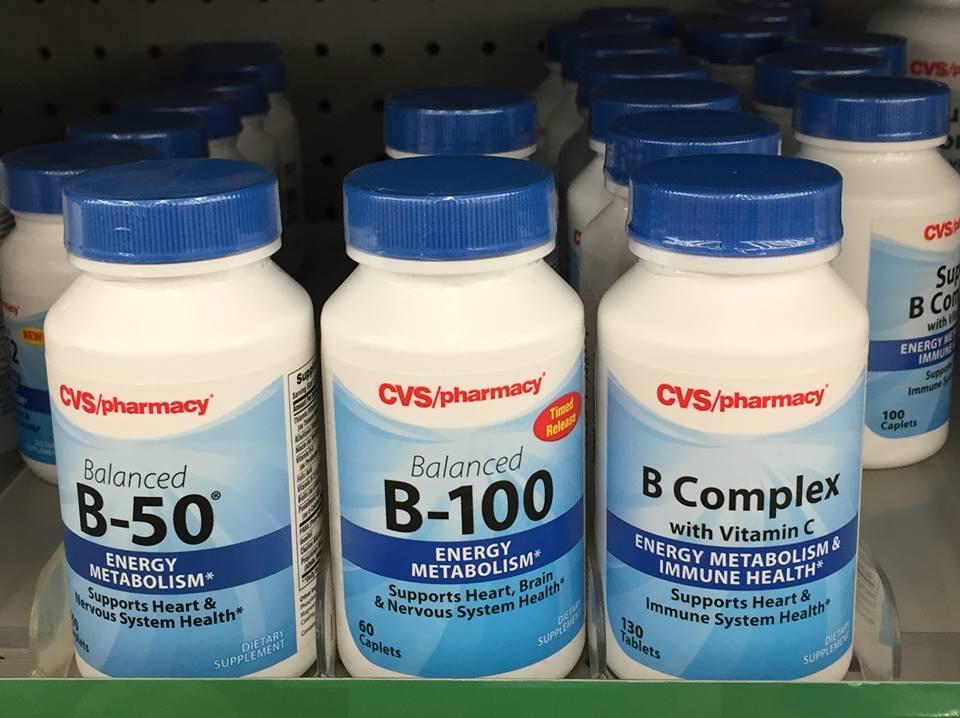 CVS/pharmacy
Balanced
B-50®
ENERGY
METABOLISM*
Supports Heart &
Nervous System Health*
DIETARY
SUPPLEMENT
CVS/pharmacy
Timed
Release
Balanced
B-100
ENERGY
METABOLISM*
Supports Heart, Brain
& Nervous System Health*
60
Caplets
DIETARY
SUPPLEMENT
CVS/pharmacy
B Complex
with Vitamin C
ENERGY METABOLISM &
IMMUNE HEALTH*
Supports Heart &
Immune System Health*
130
Tablets
DIETARY
SUPPLEMENT
NEW
100
Caplets